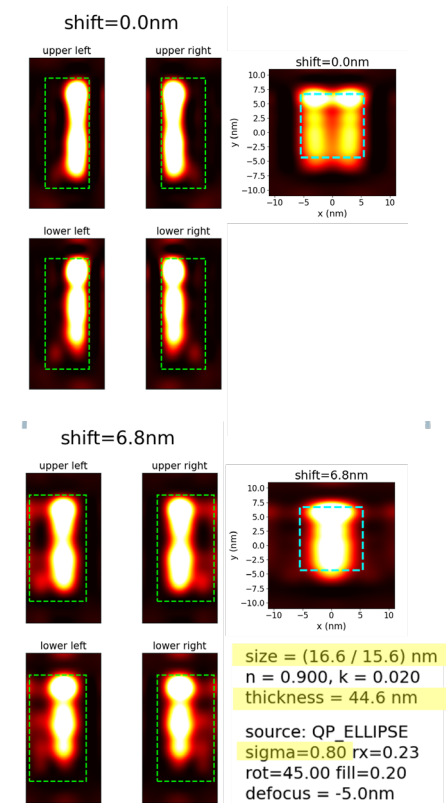 shift=0.0nm
upper left
upper right
lower left
lower right
shift=0.0nm
y (nm)
10.0
7.5
5.0
2.5
0.0
−2.5
−5.0
−7.5
−10.0
−10 −5 0 5 10
x (nm)
shift=6.8nm
upper left
upper right
lower left
lower right
shift=6.8nm
y (nm)
10.0
7.5
5.0
2.5
0.0
−2.5
−5.0
−7.5
−10.0
−10 −5 0 5 10
x (nm)
size = (16.6 / 15.6) nm
n = 0.900, k = 0.020
thickness = 44.6 nm
source: QP_ELLIPSE
sigma=0.80 rx=0.23
rot=45.00 fill=0.20
defocus = -5.0nm